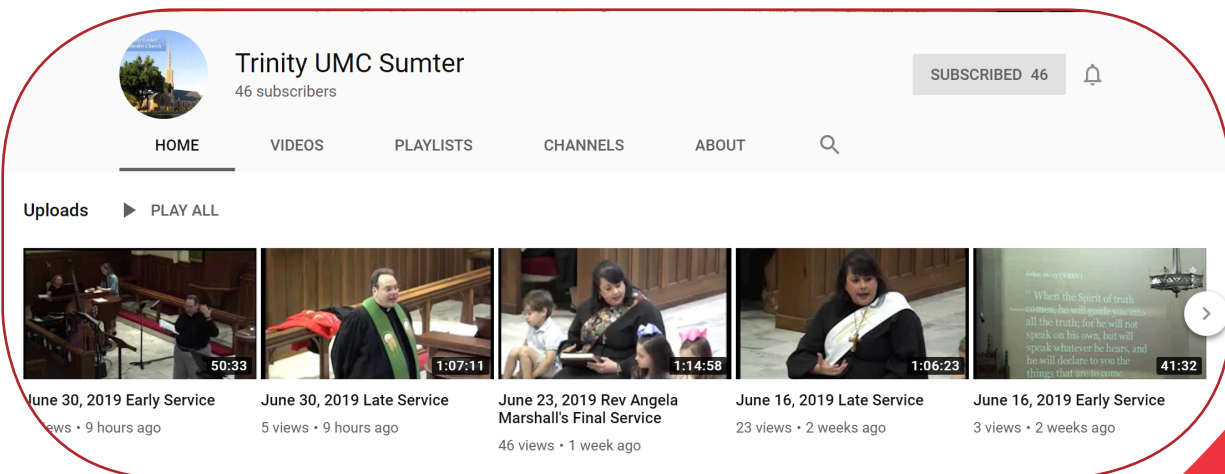 Trinity UMC Sumter
46 subscribers
SUBSCRIBED 46
HOME VIDEOS PLAYLISTS CHANNELS ABOUT
Uploads PLAY ALL
50:33
1:07:11
1:14:58
1:06:23
When the Spirit of truth
comes, he will guide you into
all the truth; for he will not
speak on his own, but will
speak whatever he hears, and
he will declare to you the
things that are to come.
41:32
June 30, 2019 Early Service
9 hours ago
June 30, 2019 Late Service
5 views • 9 hours ago
June 23, 2019 Rev Angela
Marshall's Final Service
46 views • 1 week ago
June 16, 2019 Late Service
23 views • 2 weeks ago
June 16, 2019 Early Service
3 views • 2 weeks ago